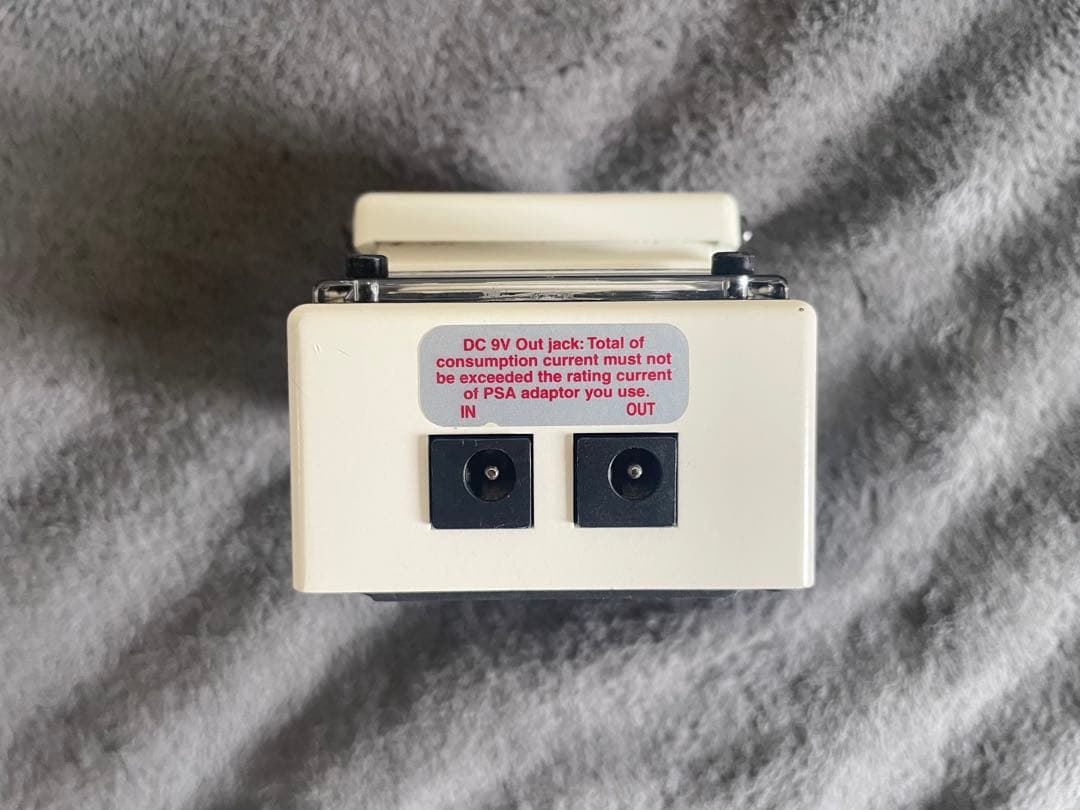 DC 9V Out jack: Total of
consumption current must not
be exceeded the rating current
of PSA adaptor you use.
IN OUT